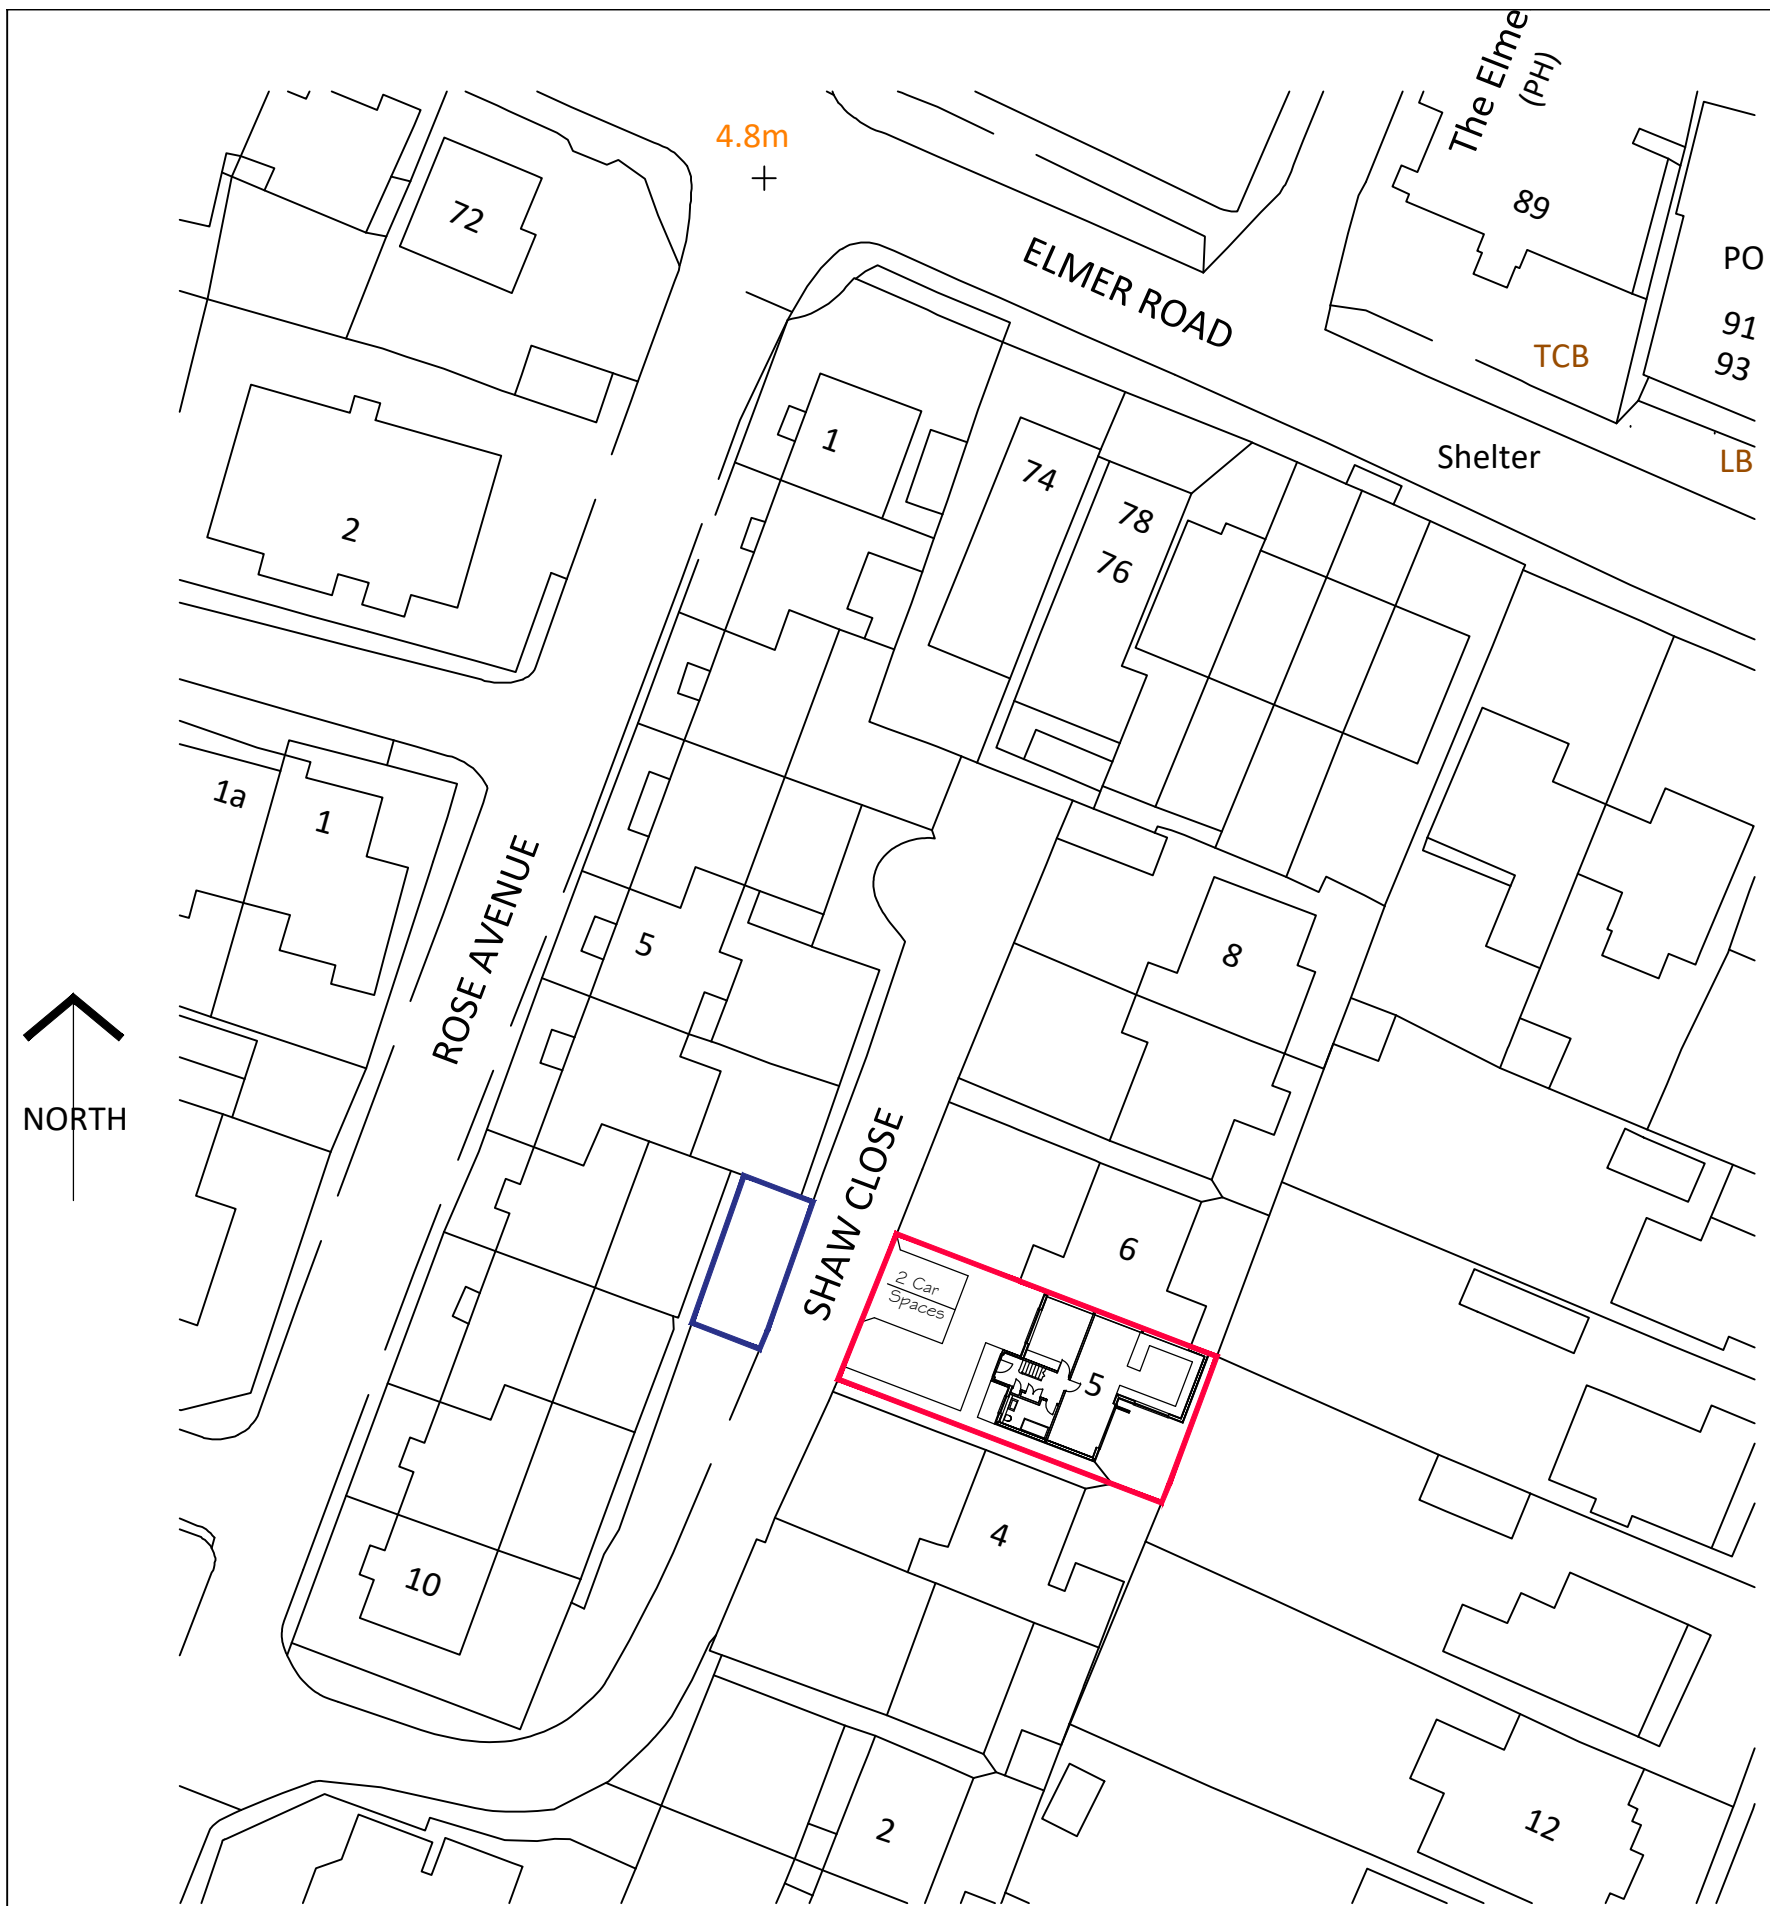 The Elme
(PH)
4.8m
72
89
PO
ELMER ROAD
91
93
TCB
1
Shelter
LB
74
78
76
2
1a
1
ROSE AVENUE
5
8
NORTH
SHAW CLOSE
6
2 Car
Spaces
5
4
10
2
12